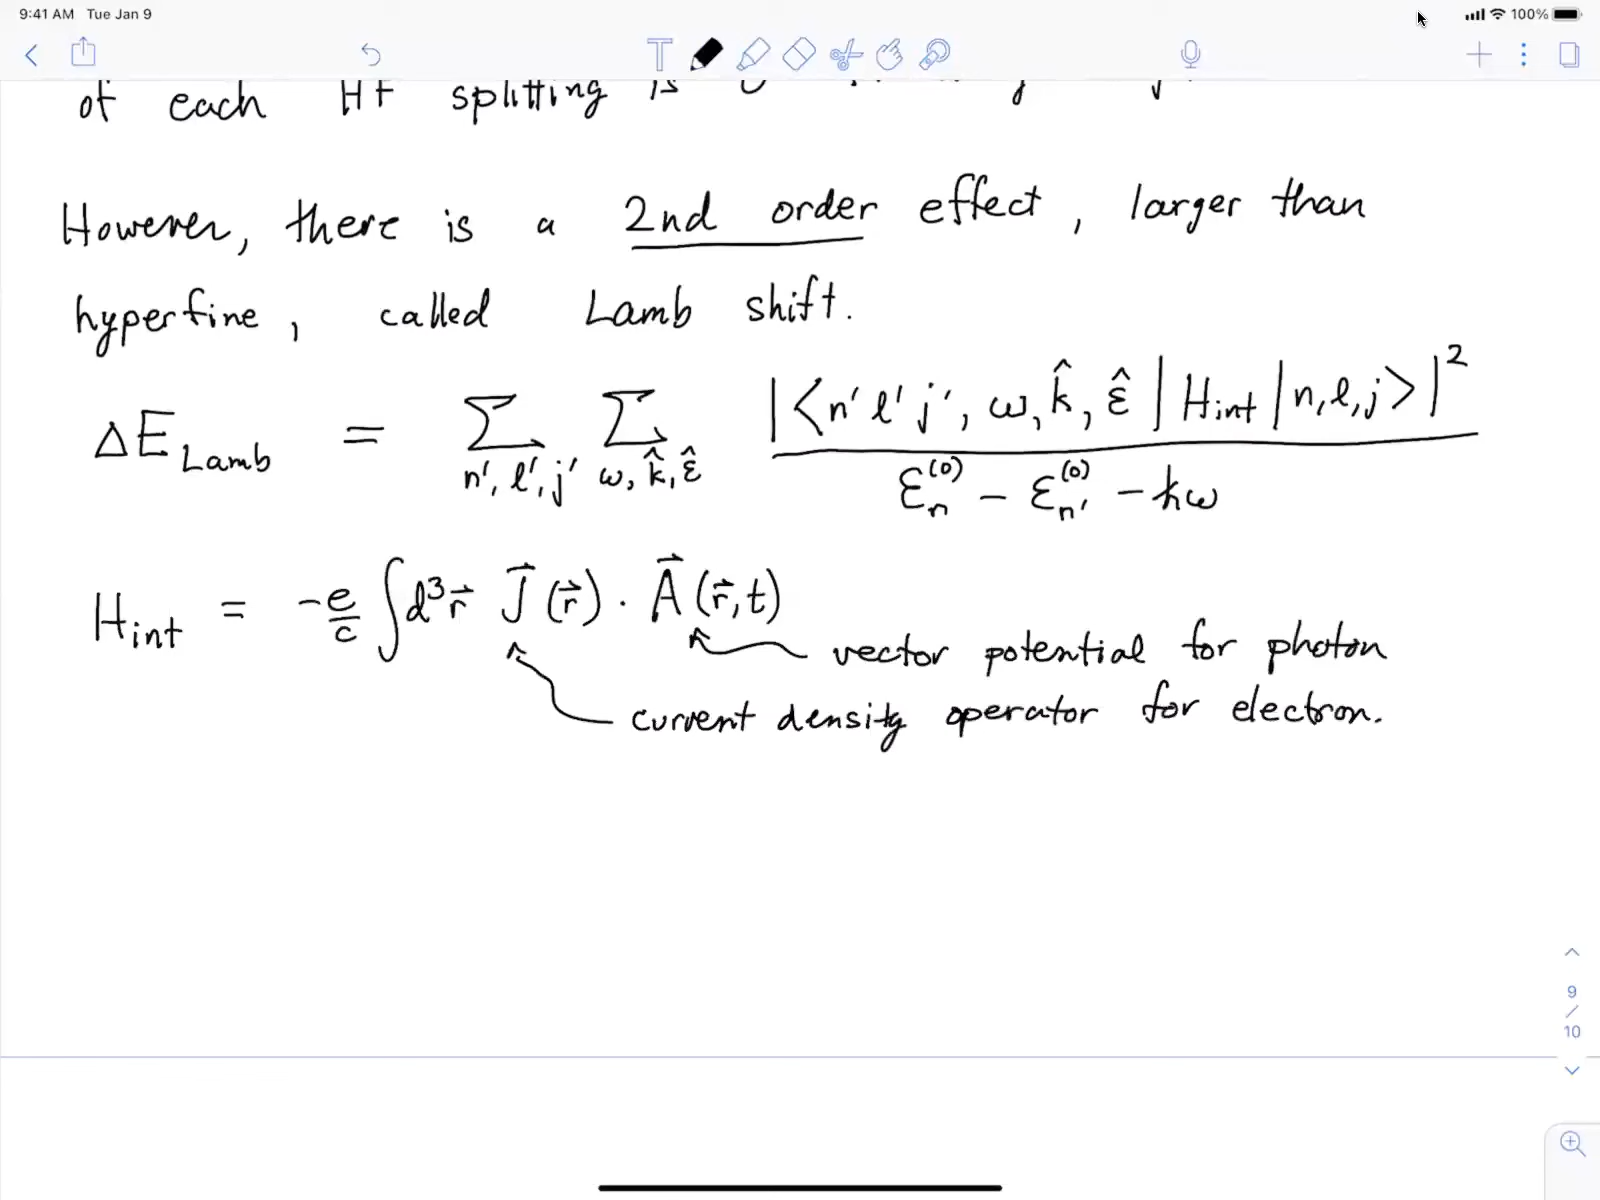 9:41 AM Tue Jan 9
100%
T
of each HF splitting is
However, there is a 2nd order effect, larger than
hyperfine, called Lamb shift.
ΔE_Lamb = Σ_{n', l', j'} Σ_{ω, k̂, ε̂} |<n' l' j', ω, k̂, ε̂ | H_int | n, l, j>|² / (ε_n^(0) - ε_n'^(0) - ħω)
H_int = -e/c ∫ d³r⃗ J⃗(r⃗) · A⃗(r⃗, t)
vector potential for photon
current density operator for electron.
9
/
10